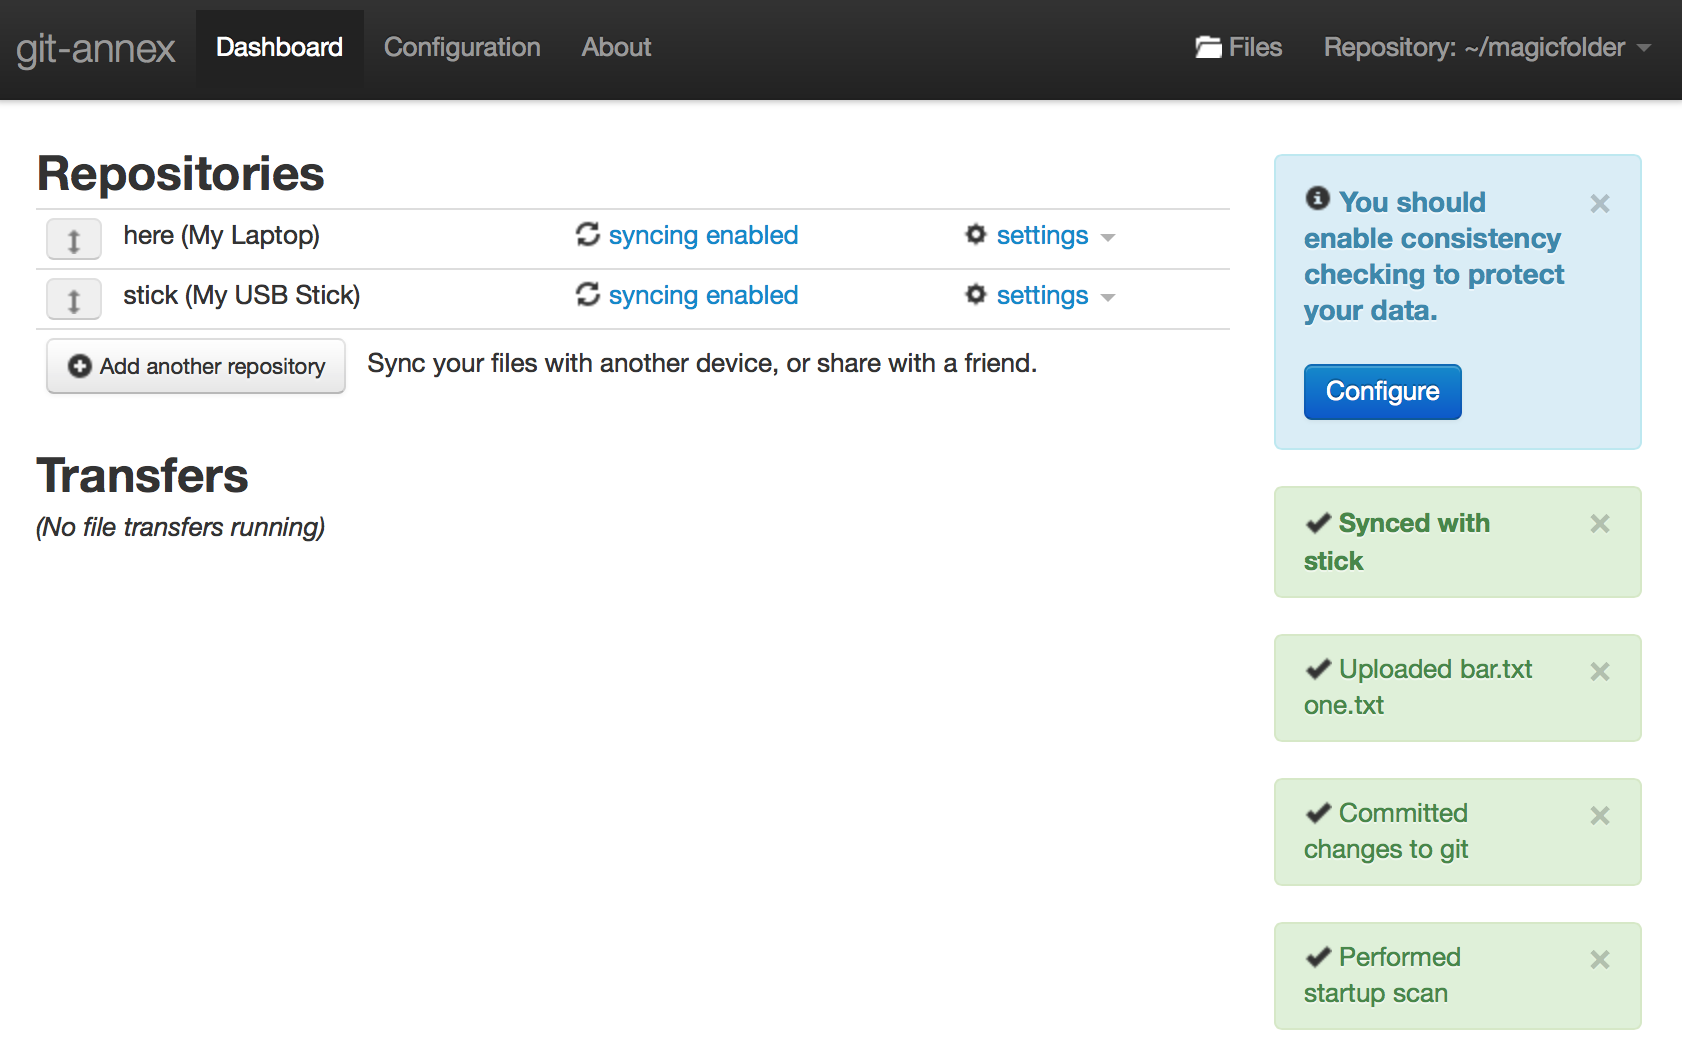 git-annex Dashboard Configuration About Files Repository: ~/magicfolder
Repositories
here (My Laptop) syncing enabled settings
stick (My USB Stick) syncing enabled settings
Add another repository Sync your files with another device, or share with a friend.
Transfers
(No file transfers running)
You should
enable consistency
checking to protect
your data.
Configure
Synced with
stick
Uploaded bar.txt
one.txt
Committed
changes to git
Performed
startup scan